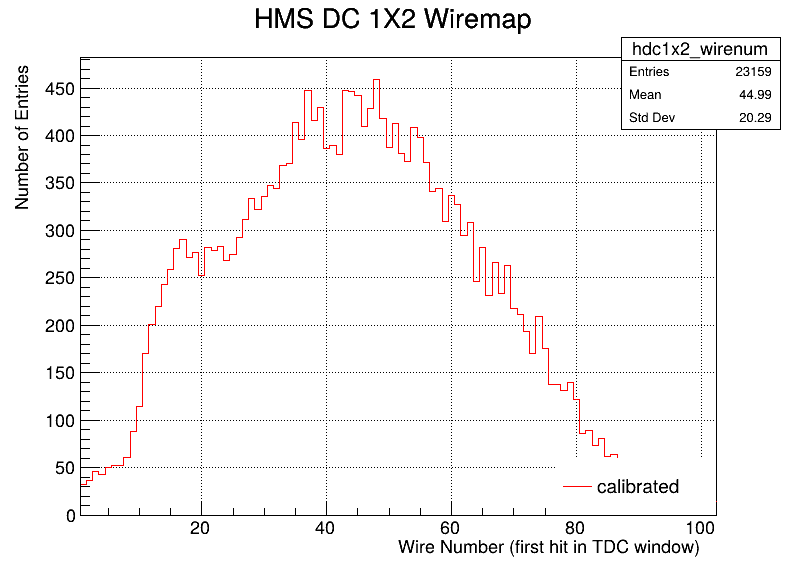 HMS DC 1X2 Wiremap
hdc1x2_wirenum
Entries 23159
Mean 44.99
Std Dev 20.29
Number of Entries
450
400
350
300
250
200
150
100
50
0
20 40 60 80 100
calibrated
Wire Number (first hit in TDC window)